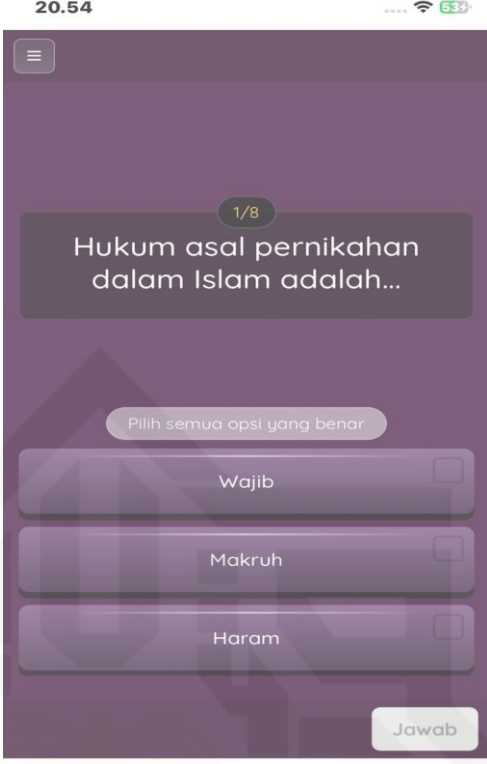 20.54
53
1/8
Hukum asal pernikahan
dalam Islam adalah...
Pilih semua opsi yang benar
Wajib
Makruh
Haram
Jawab